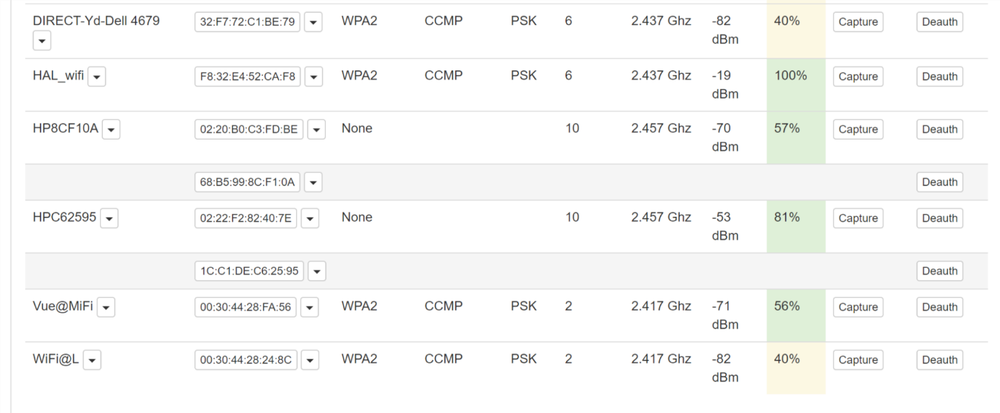 DIRECT-Yd-Dell 4679 32:F7:72:C1:BE:79 WPA2 CCMP PSK 6 2.437 Ghz -82 40% Capture Deauth
dBm
HAL_wifi F8:32:E4:52:CA:F8 WPA2 CCMP PSK 6 2.437 Ghz -19 100% Capture Deauth
dBm
HP8CF10A 02:20:B0:C3:FD:BE None 10 2.457 Ghz -70 57% Capture Deauth
dBm
68:B5:99:8C:F1:0A Deauth
HPC62595 02:22:F2:82:40:7E None 10 2.457 Ghz -53 81% Capture Deauth
dBm
1C:C1:DE:C6:25:95 Deauth
Vue@MiFi 00:30:44:28:FA:56 WPA2 CCMP PSK 2 2.417 Ghz -71 56% Capture Deauth
dBm
WiFi@L 00:30:44:28:24:8C WPA2 CCMP PSK 2 2.417 Ghz -82 40% Capture Deauth
dBm